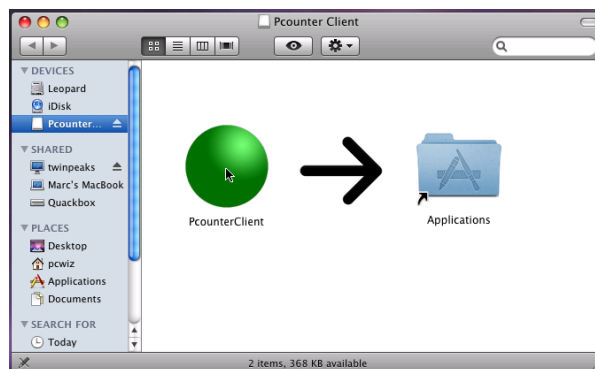 Pcounter Client
DEVICES
Leopard
iDisk
Pcounter...
SHARED
twinpeaks
Marc's MacBook
Quackbox
PLACES
Desktop
pcwiz
Applications
Documents
SEARCH FOR
Today
PcounterClient
Applications
2 items, 368 KB available